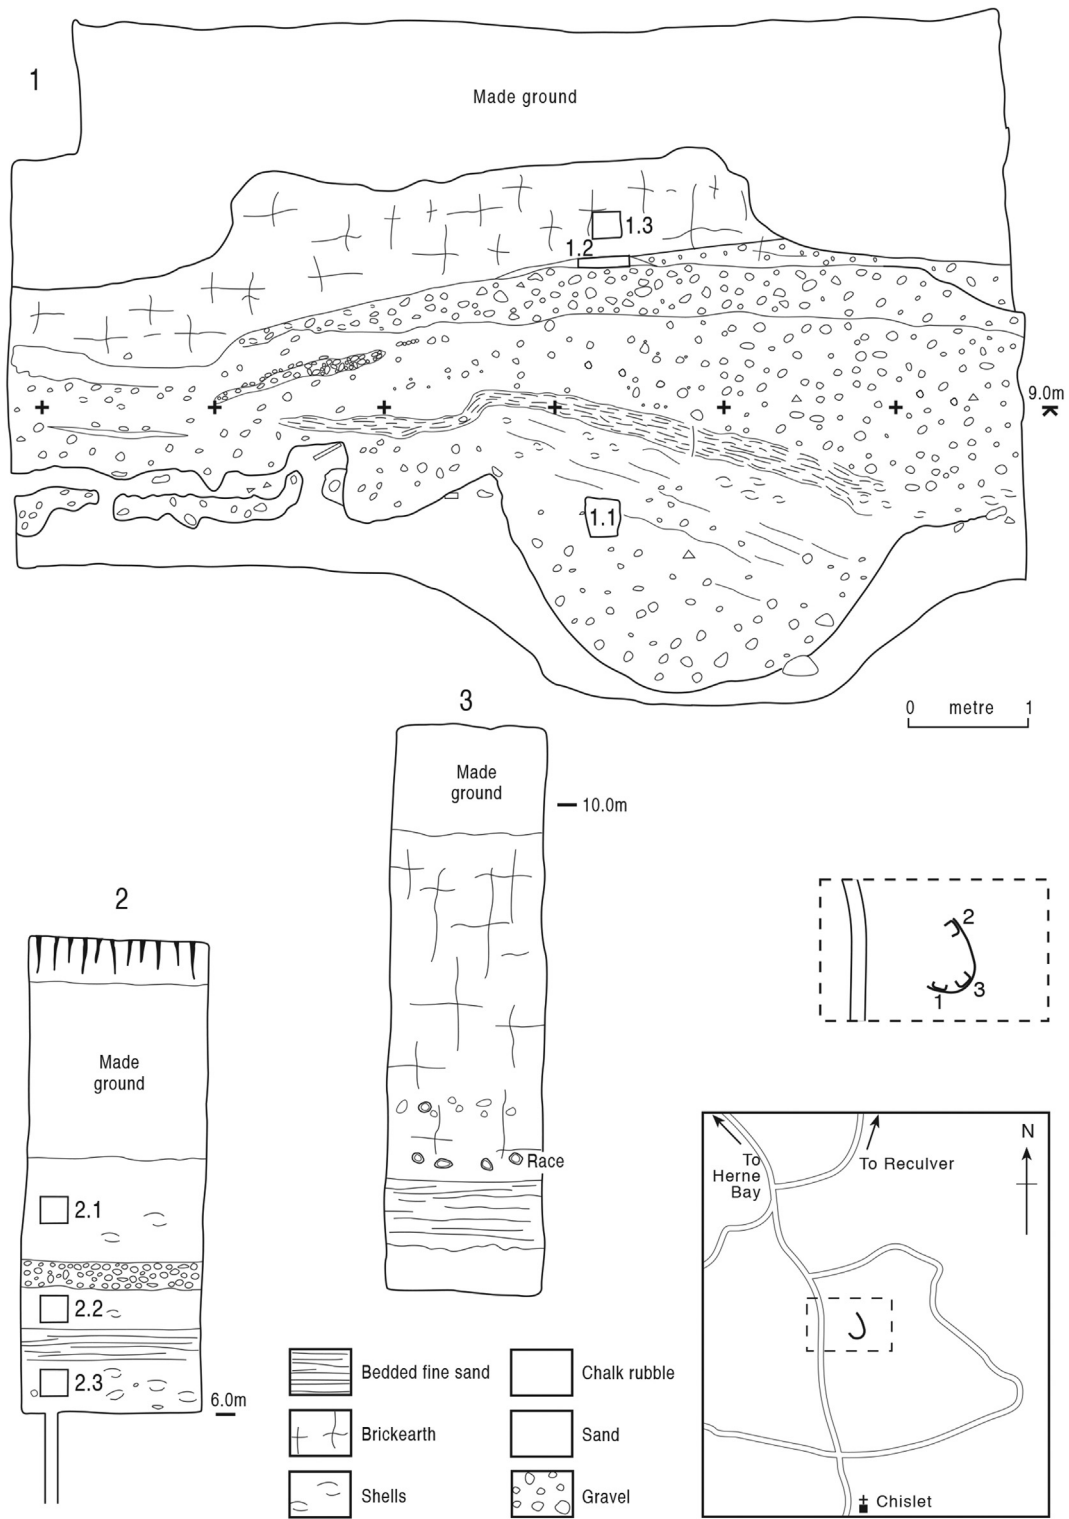 1
Made ground
1.3
1.2
9.0m
1.1
0 metre 1
3
Made
ground
10.0m
2
Made
ground
2.1
2.2
2.3
6.0m
Race
2
1
3
N
To
Herne
Bay
To Reculver
Chislet
Bedded fine sand
Chalk rubble
Brickearth
Sand
Shells
Gravel